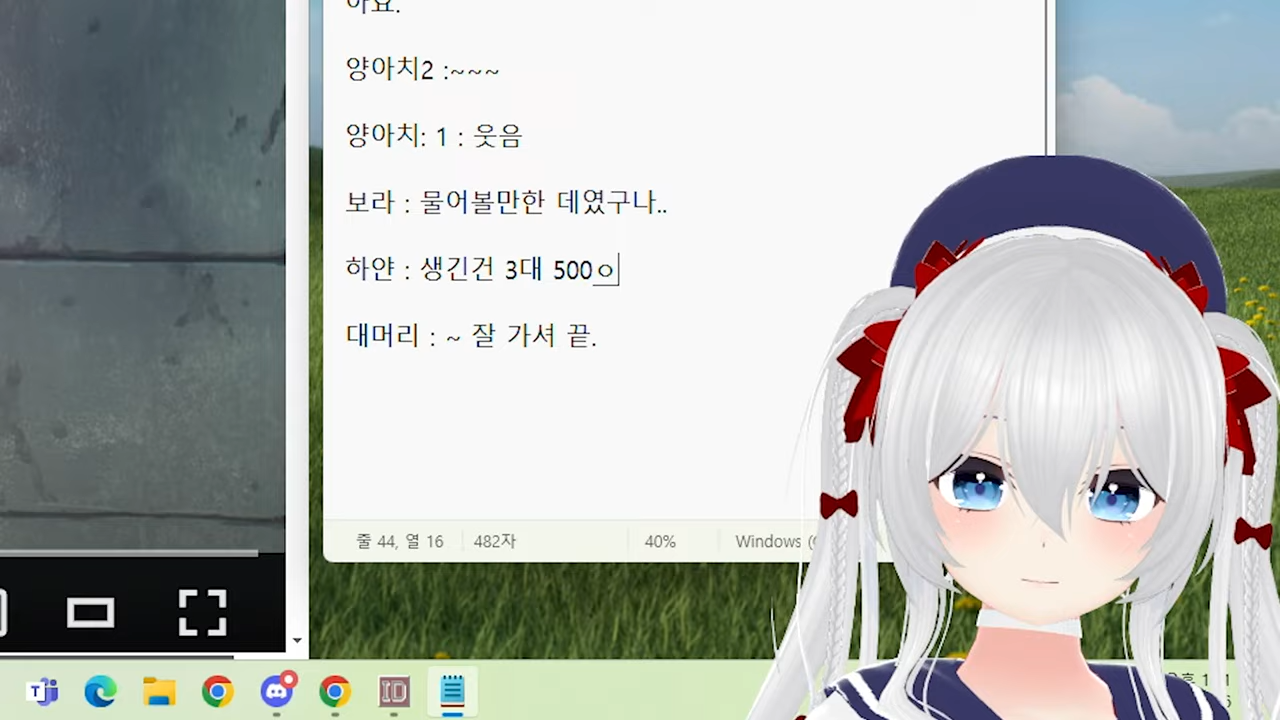 아요.
양아치2 :~~~
양아치: 1 : 웃음
보라 : 물어볼만한 데였구나..
하얀 : 생긴건 3대 500ㅇ
대머리 : ~ 잘 가셔 끝.
줄 44, 열 16
482자
40%
Windows